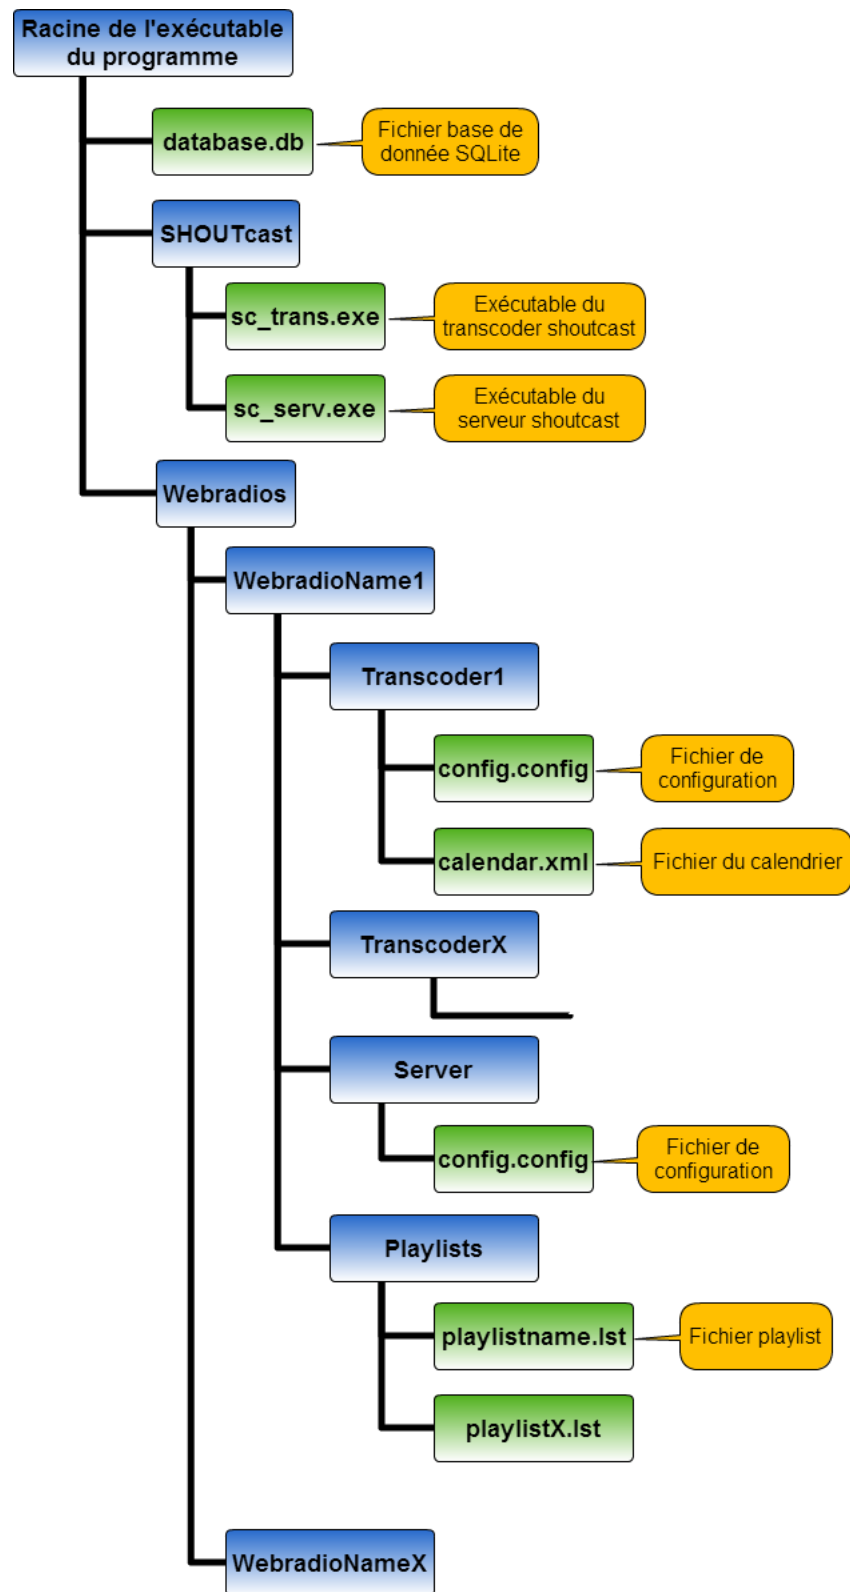 Racine de l'exécutable
du programme
database.db
Fichier base de
donnée SQLite
SHOUTcast
sc_trans.exe
Exécutable du
transcoder shoutcast
sc_serv.exe
Exécutable du
serveur shoutcast
Webradios
WebradioName1
Transcoder1
config.config
Fichier de
configuration
calendar.xml
Fichier du calendrier
TranscoderX
Server
config.config
Fichier de
configuration
Playlists
playlistname.lst
Fichier playlist
playlistX.lst
WebradioNameX